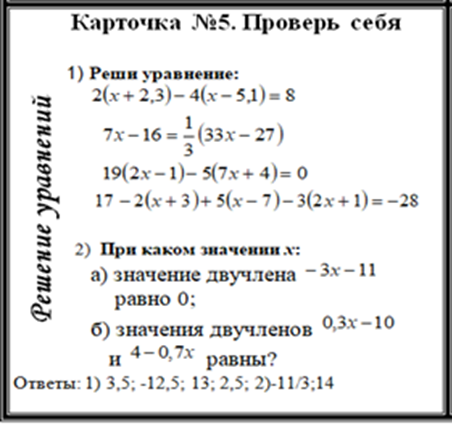 Карточка №5. Проверь себя
Решение уравнений
1) Реши уравнение:
2(x + 2,3) – 4(x – 5,1) = 8
7x – 16 = 1/3 (33x – 27)
19(2x – 1) – 5(7x + 4) = 0
17 – 2(x + 3) + 5(x – 7) – 3(2x + 1) = –28
2) При каком значении x:
а) значение двучлена – 3x – 11
равно 0;
б) значения двучленов 0,3x – 10
и 4 – 0,7x равны?
Ответы: 1) 3,5; -12,5; 13; 2,5; 2)-11/3;14